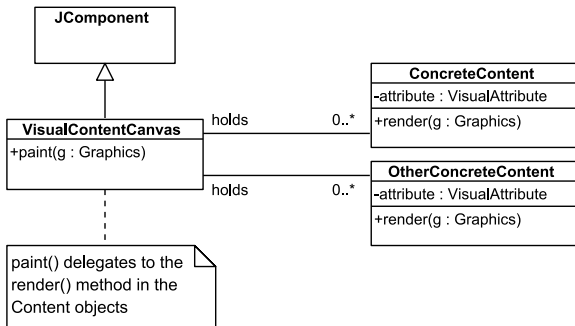 JComponent
VisualContentCanvas
+paint(g : Graphics)
holds
0..*
ConcreteContent
-attribute : VisualAttribute
+render(g : Graphics)
holds
0..*
OtherConcreteContent
-attribute : VisualAttribute
+render(g : Graphics)
paint() delegates to the
render() method in the
Content objects